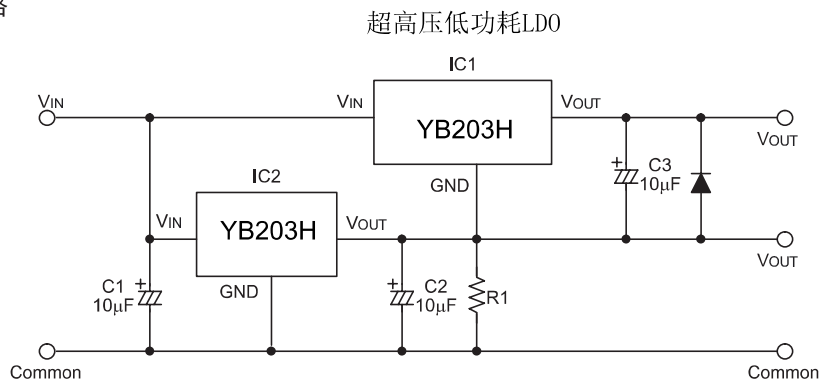 路
超高压低功耗LDO
IC1
VIN
VIN
YB203H
VOUT
VOUT
GND
C3
10μF
IC2
VIN
YB203H
VOUT
GND
VOUT
C1
10μF
C2
10μF
R1
Common
Common